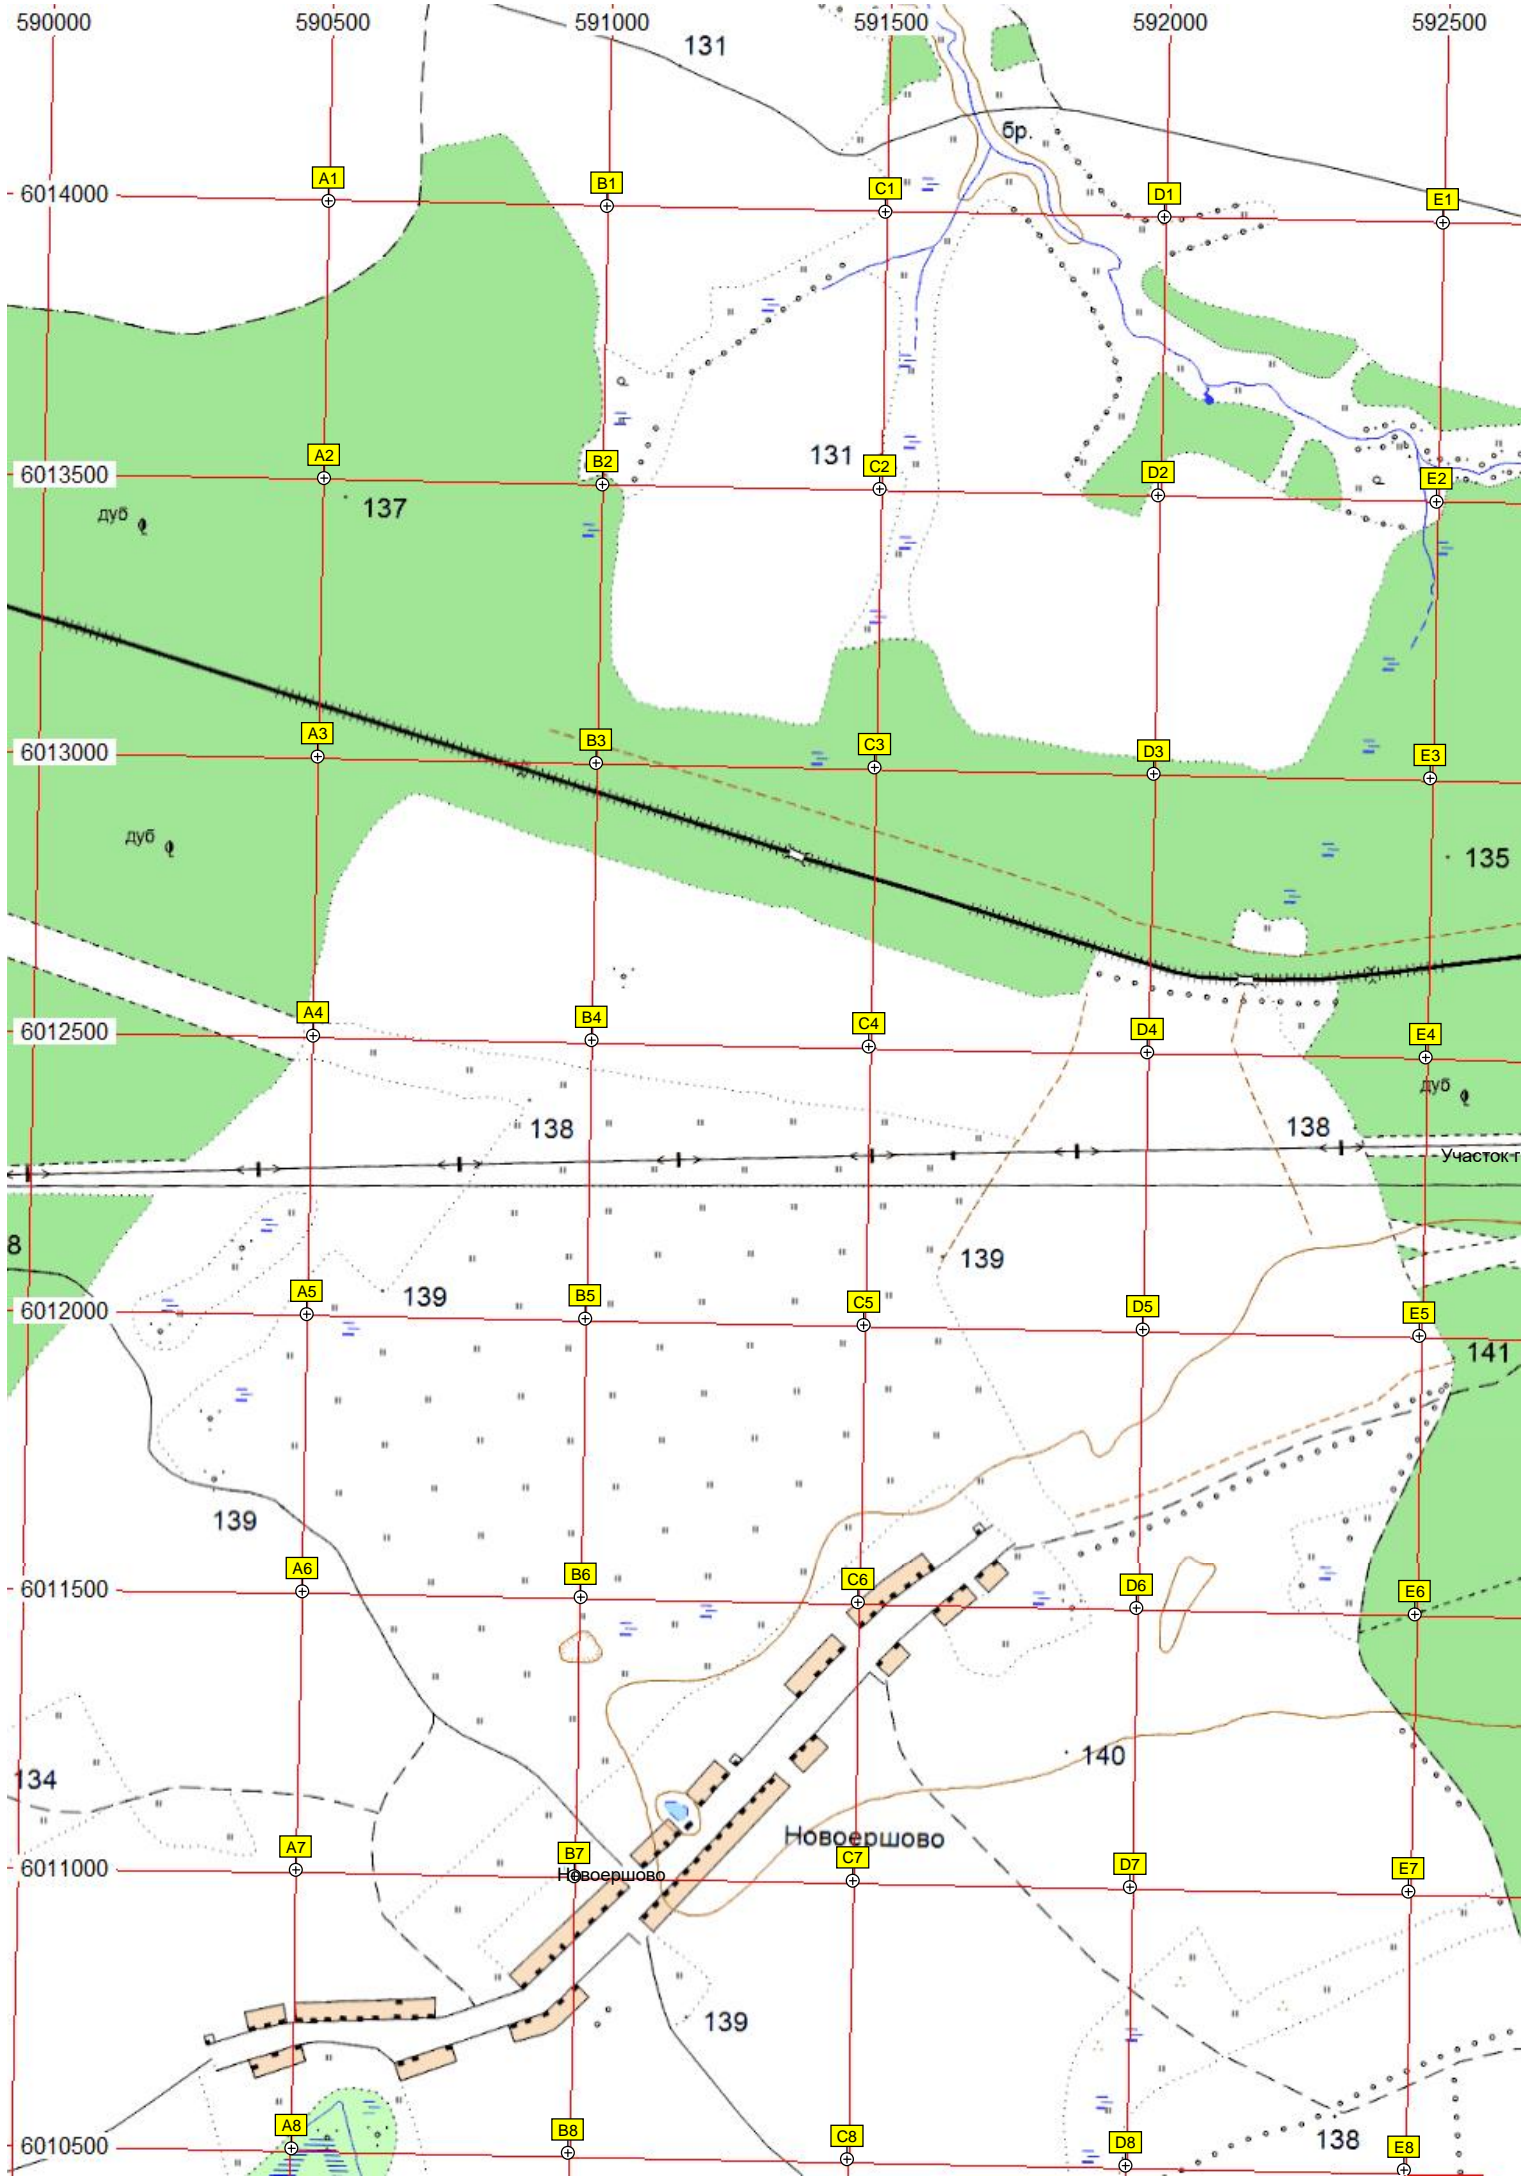 590000 590500 591000 591500 592000 592500
131
бр.
A1 B1 C1 D1 E1
6014000
131
A2 B2 C2 D2 E2
6013500
137
дуб
A3 B3 C3 D3 E3
6013000
дуб
135
A4 B4 C4 D4 E4
6012500
дуб
138 138
Участок г
8
139
A5 B5 C5 D5 E5
6012000 139
141
139
A6 B6 C6 D6 E6
6011500
140
134
Новоершово
A7 B7 C7 D7 E7
6011000
Новоершово
139
A8 B8 C8 D8 E8
6010500
138